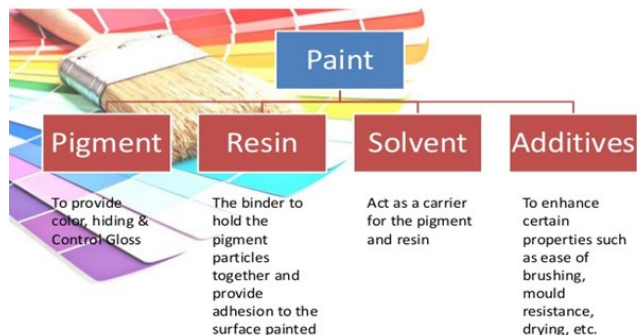 Paint
Pigment
Resin
Solvent
Additives
To provide
color, hiding &
Control Gloss
The binder to
hold the
pigment
particles
together and
provide
adhesion to the
surface painted
Act as a carrier
for the pigment
and resin
To enhance
certain
properties such
as ease of
brushing,
mould
resistance,
drying, etc.